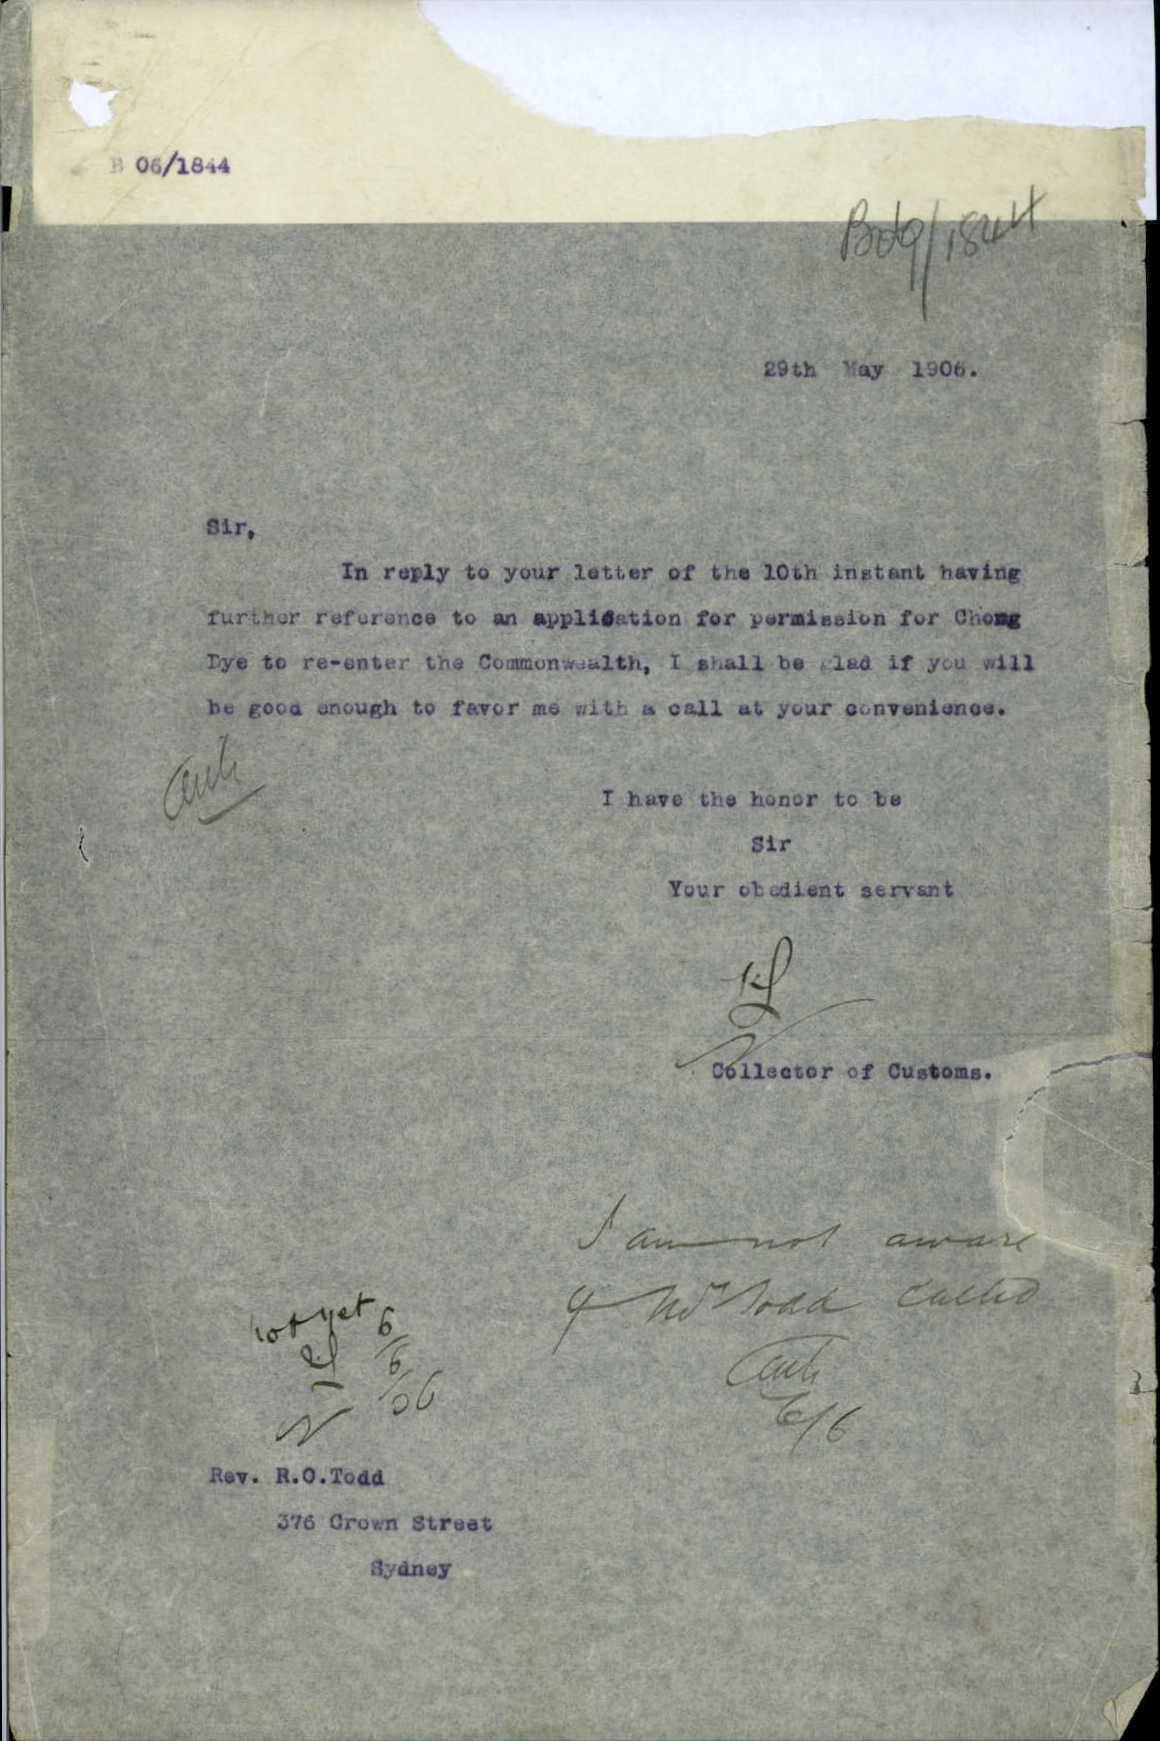 B 06/1844
B06/1844
29th May 1906.
Sir,
In reply to your letter of the 10th instant having
further reference to an application for permission for Chong
Dye to re-enter the Commonwealth, I shall be glad if you will
be good enough to favor me with a call at your convenience.
I have the honor to be
Sir
Your obedient servant
Collector of Customs.
I am not aware
if Mr Todd called
6/6
not yet
6/6/06
Rev. R.O.Todd
376 Crown Street
Sydney